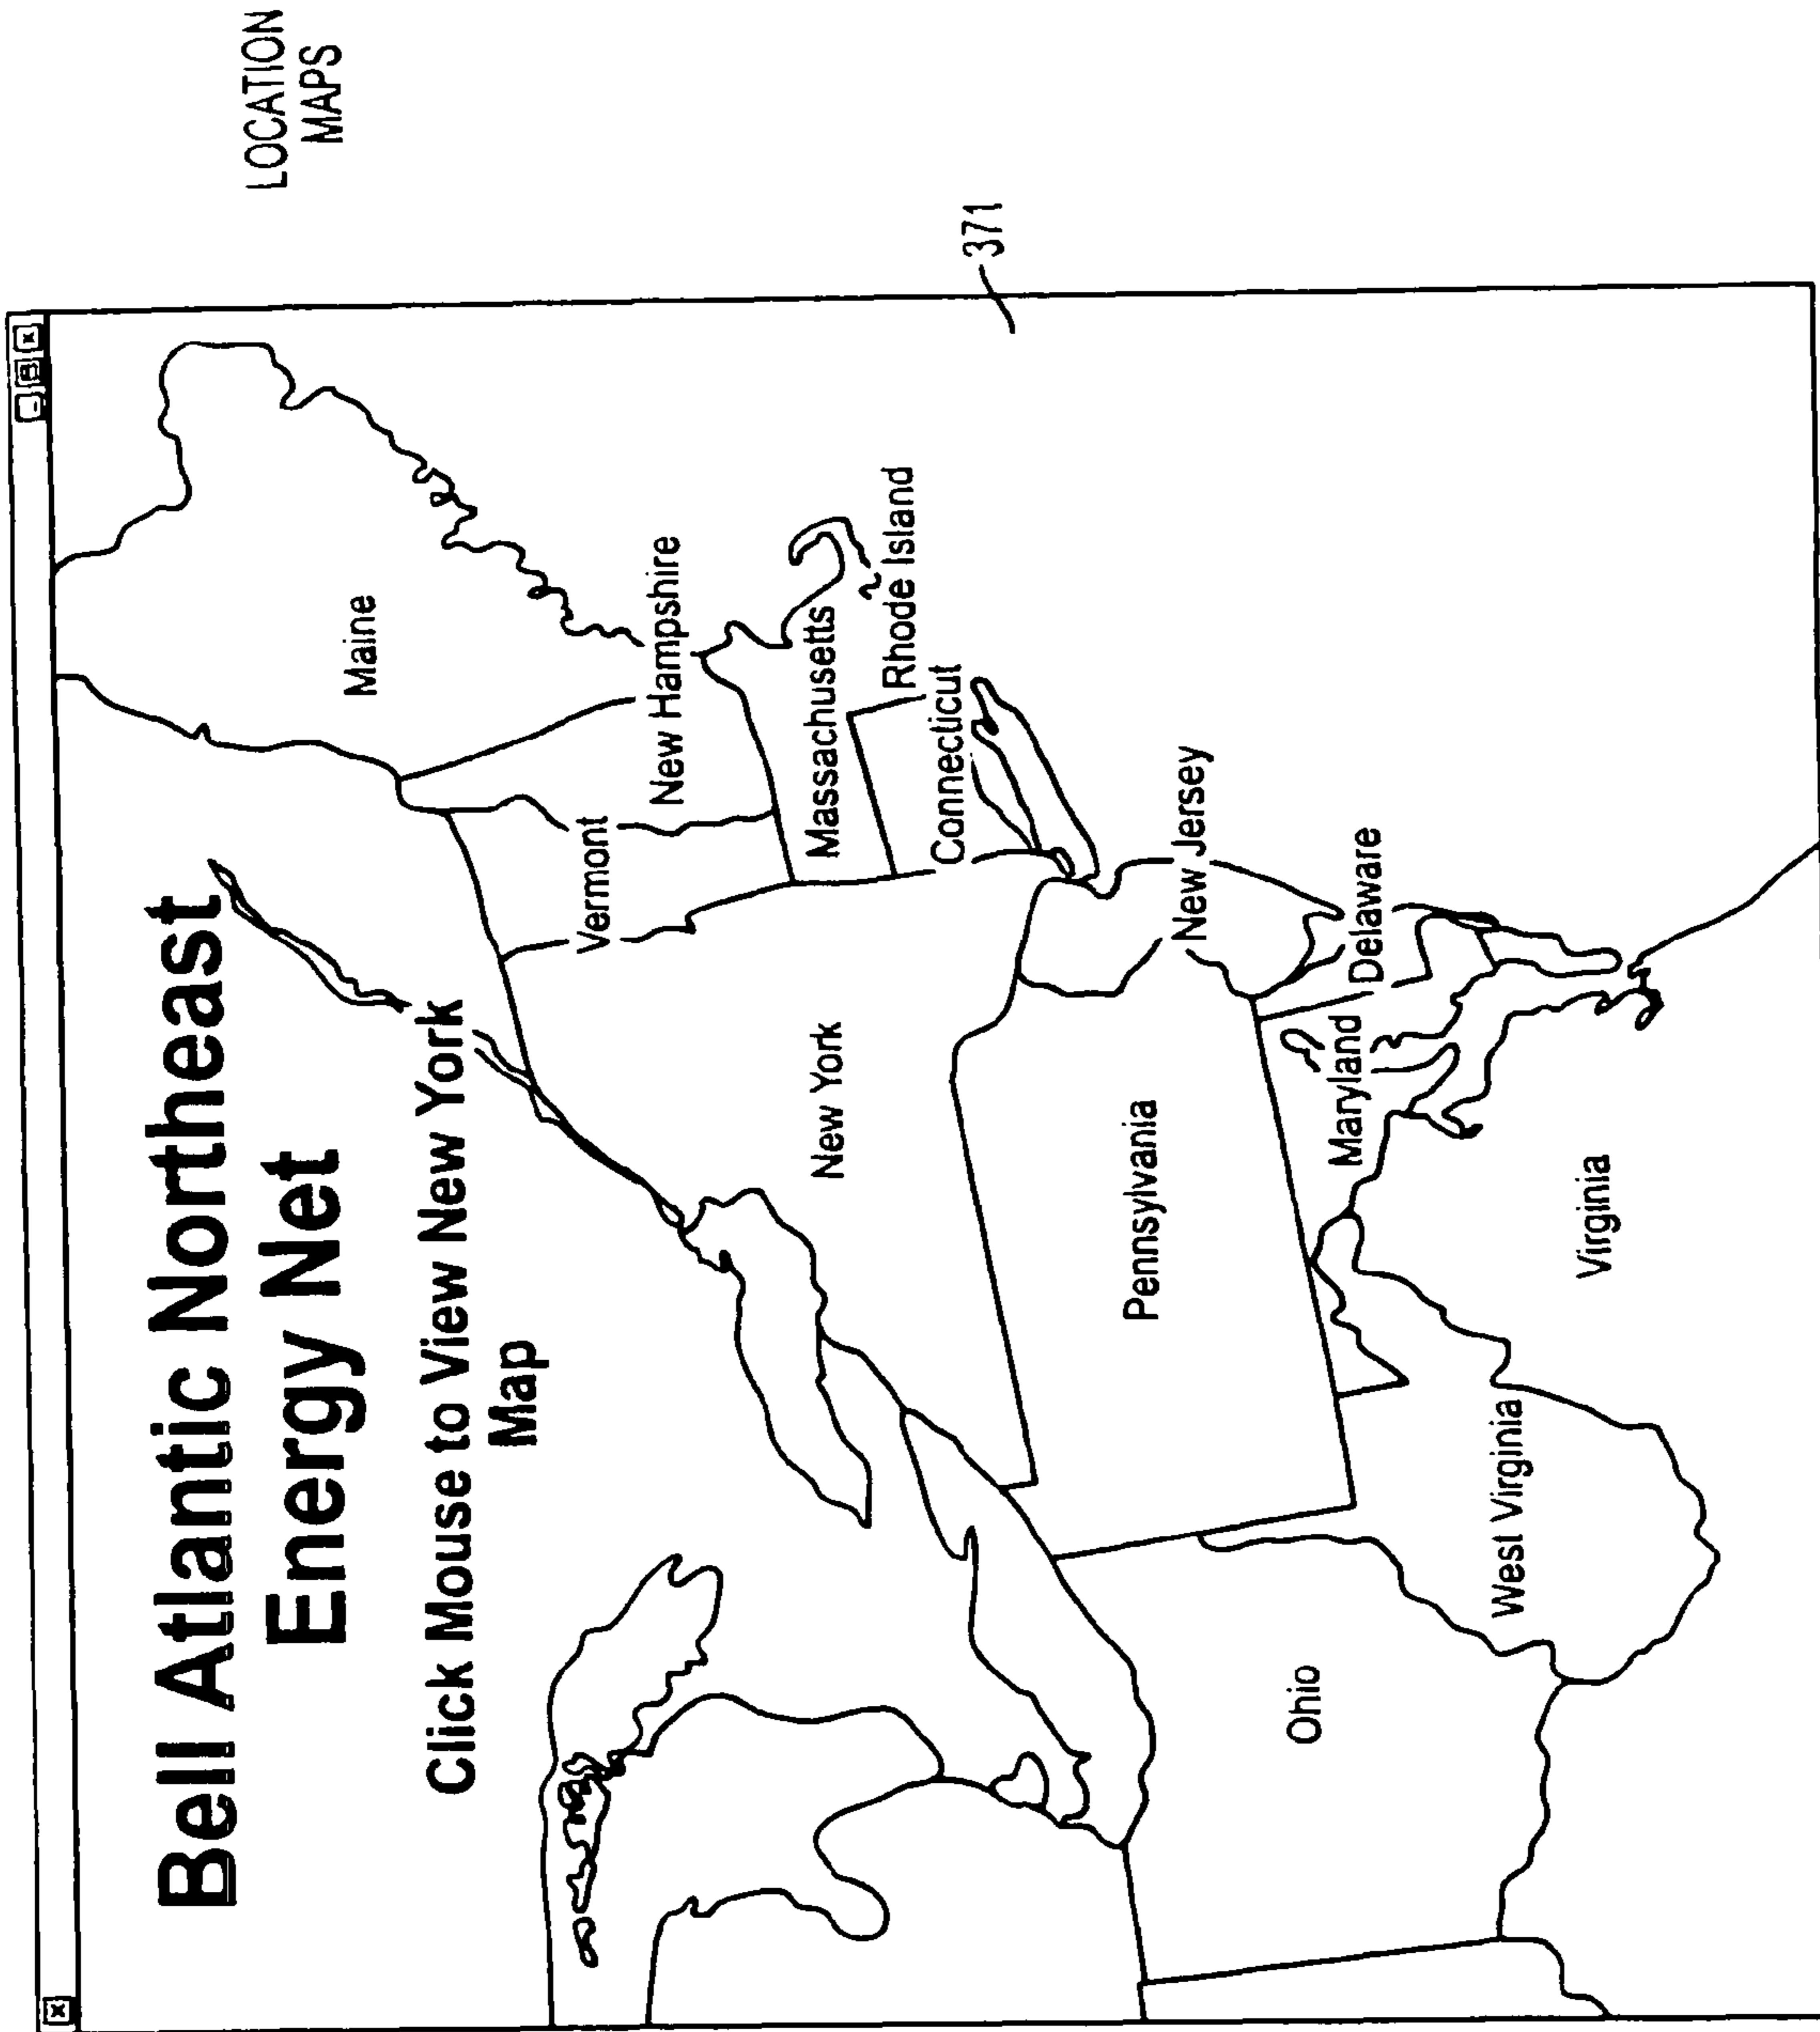 LOCATION
MAPS
371
Bell Atlantic Northeast
Energy Net
Click Mouse to View New York
Map
Maine
Vermont
New Hampshire
Massachusetts
Rhode Island
Connecticut
New York
New Jersey
Pennsylvania
Delaware
Maryland
Ohio
West Virginia
Virginia